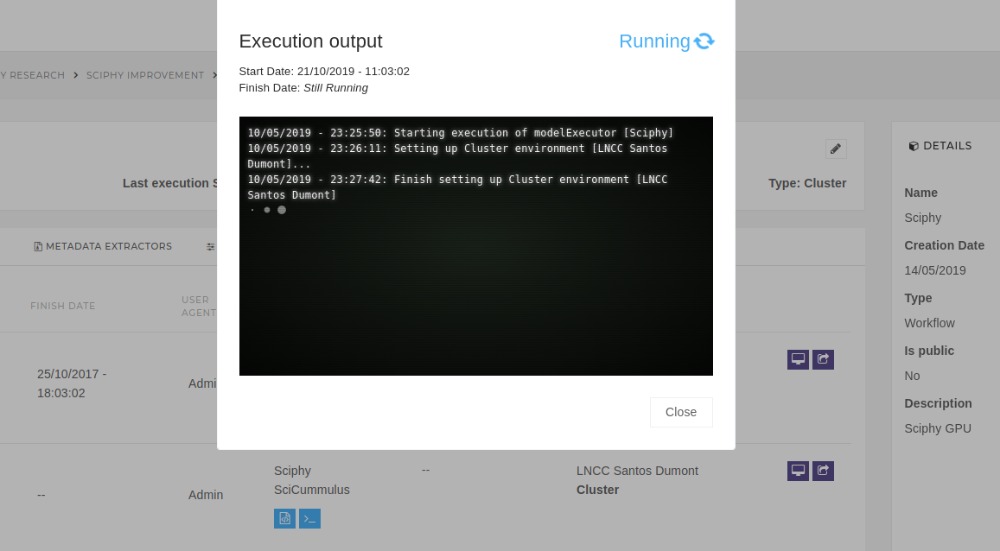 Execution output
Running
Start Date: 21/10/2019 - 11:03:02
Finish Date: Still Running
10/05/2019 - 23:25:50: Starting execution of modelExecutor [Sciphy]
10/05/2019 - 23:26:11: Setting up Cluster environment [LNCC Santos
Dumont]...
10/05/2019 - 23:27:42: Finish setting up Cluster environment [LNCC
Santos Dumont]
Close
Y RESEARCH > SCIPHY IMPROVEMENT >
Last execution S
Type: Cluster
METADATA EXTRACTORS
FINISH DATE
USER
AGENT
25/10/2017 -
18:03:02
Admi
--
Admin
Sciphy
SciCummulus
--
LNCC Santos Dumont
Cluster
DETAILS
Name
Sciphy
Creation Date
14/05/2019
Type
Workflow
Is public
No
Description
Sciphy GPU